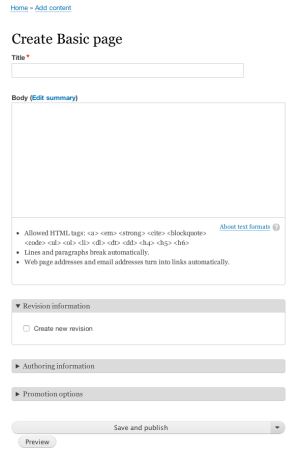 Home » Add content
Create Basic page
Title *
Body (Edit summary)
About text formats ?
• Allowed HTML tags: <a> <em> <strong> <cite> <blockquote>
<code> <ul> <ol> <li> <dl> <dt> <dd> <h4> <h5> <h6>
• Lines and paragraphs break automatically.
• Web page addresses and email addresses turn into links automatically.
▼ Revision information
Create new revision
► Authoring information
► Promotion options
Save and publish
Preview